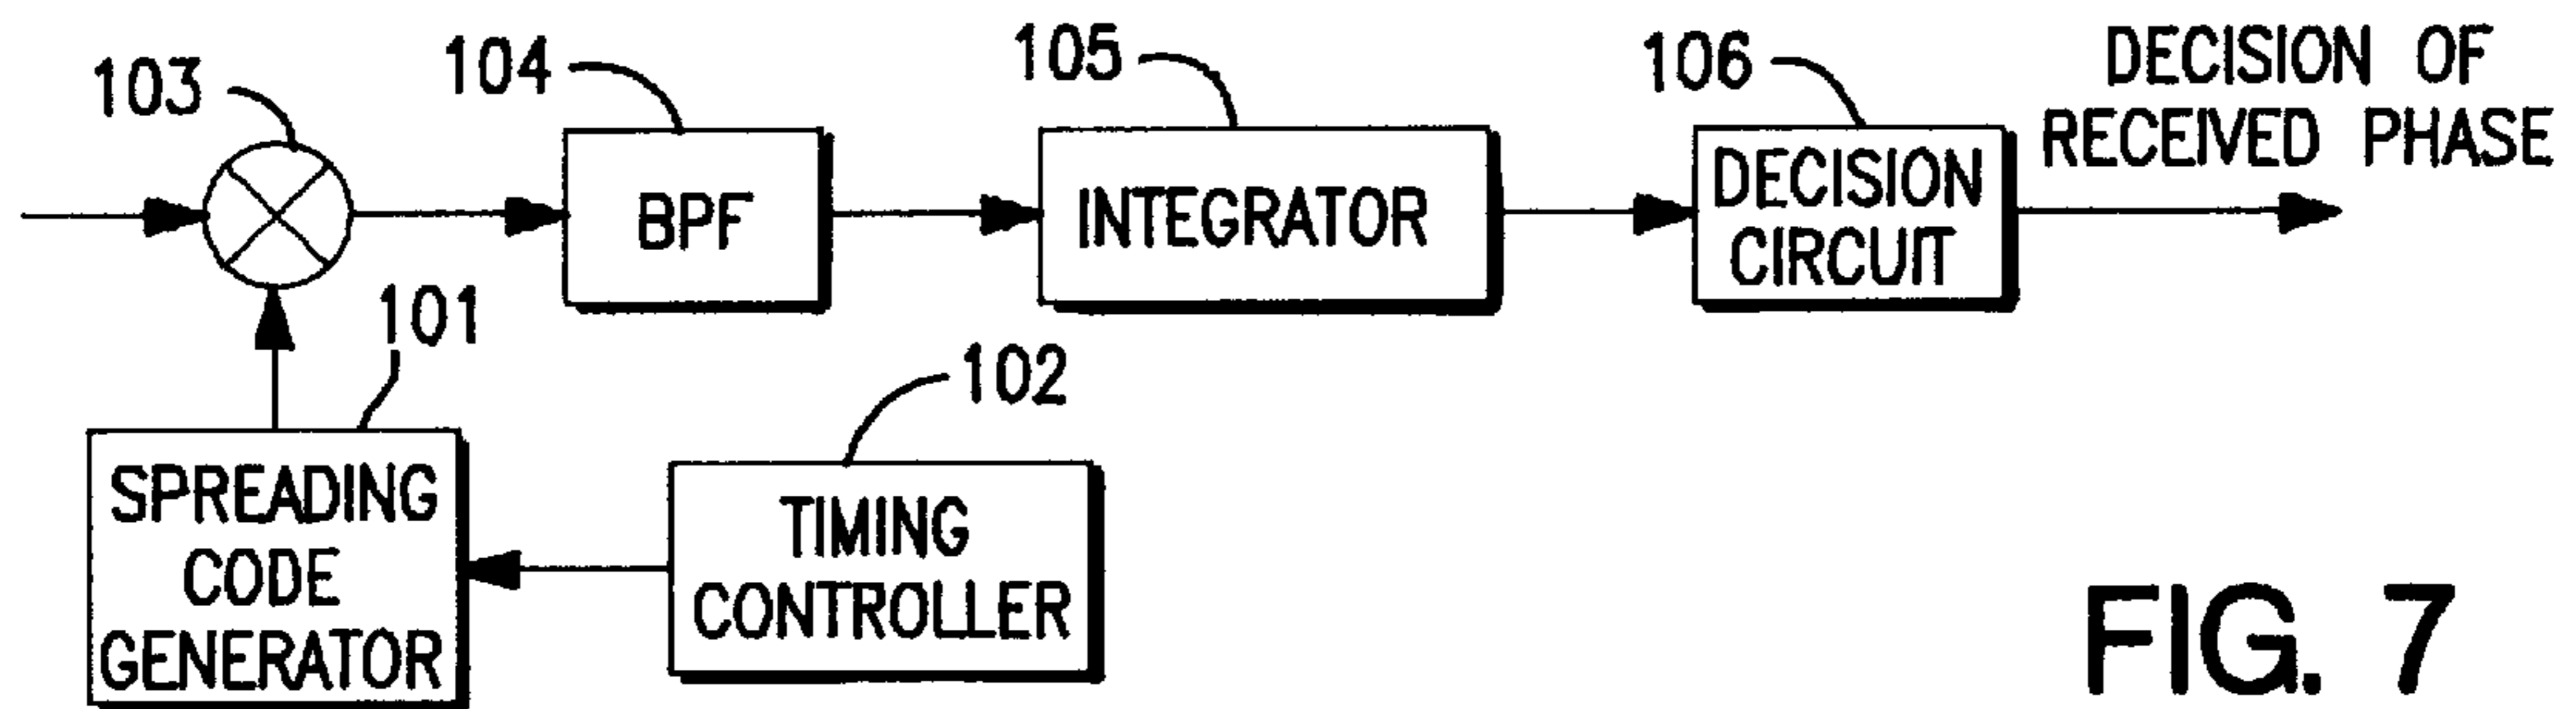 103
104
105
106
DECISION OF
RECEIVED PHASE
BPF
INTEGRATOR
DECISION
CIRCUIT
101
102
SPREADING
CODE
GENERATOR
TIMING
CONTROLLER
FIG. 7